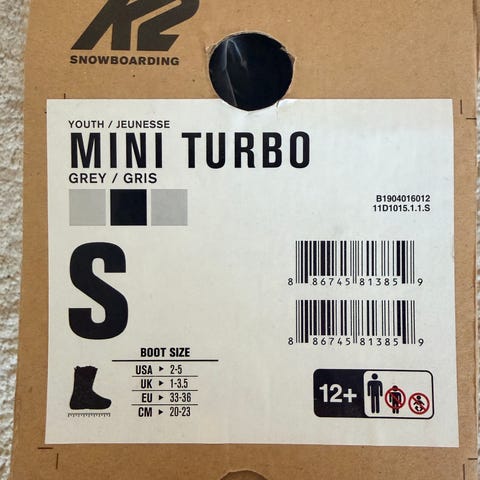 K2
SNOWBOARDING
YOUTH / JEUNESSE
MINI TURBO
GREY / GRIS
B1904016012
11D1015.1.1.S
S
8 86745 81385 9
8 86745 81385 9
BOOT SIZE
USA ▶ 2-5
UK ▶ 1-3.5
EU ▶ 33-36
CM ▶ 20-23
12+